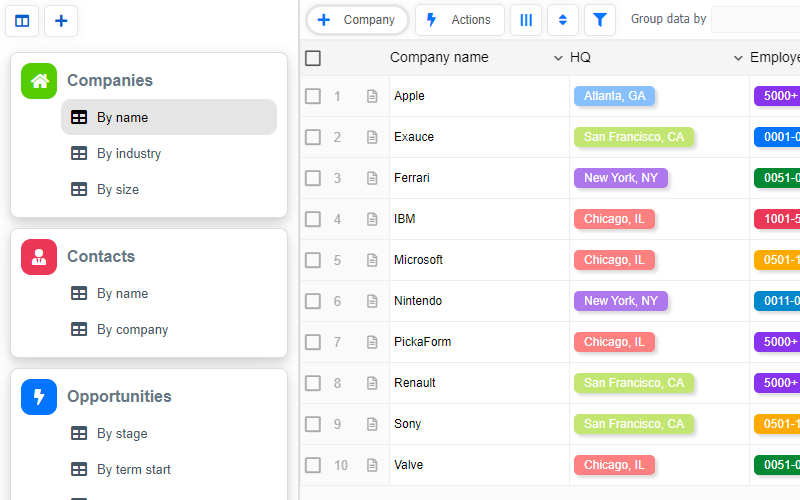 Companies
By name
By industry
By size
Contacts
By name
By company
Opportunities
By stage
By term start
Company Actions Group data by
Company name HQ Employe
1 Apple Atlanta, GA 5000+
2 Exauce San Francisco, CA 0001-0
3 Ferrari New York, NY 0051-0
4 IBM Chicago, IL 1001-5
5 Microsoft Chicago, IL 0501-1
6 Nintendo New York, NY 0011-0
7 PickaForm Chicago, IL 5000+
8 Renault San Francisco, CA 5000+
9 Sony San Francisco, CA 0501-1
10 Valve Chicago, IL 0051-0